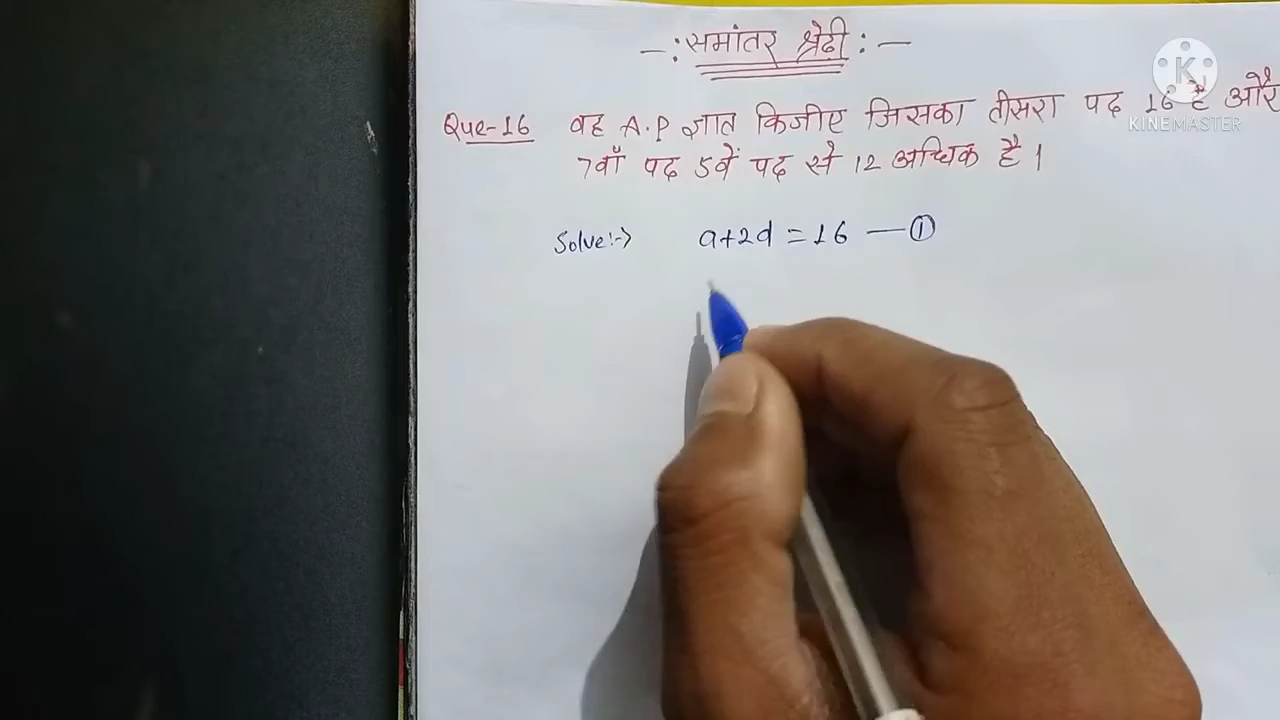 -: समांतर श्रेढी :-
Que-16 वह A.P ज्ञात किजीए जिसका तीसरा पद 16 है और
7वाँ पद 5वें पद से 12 अधिक है।
Solve:-> a+2d = 16 — ①
K
KINEMASTER